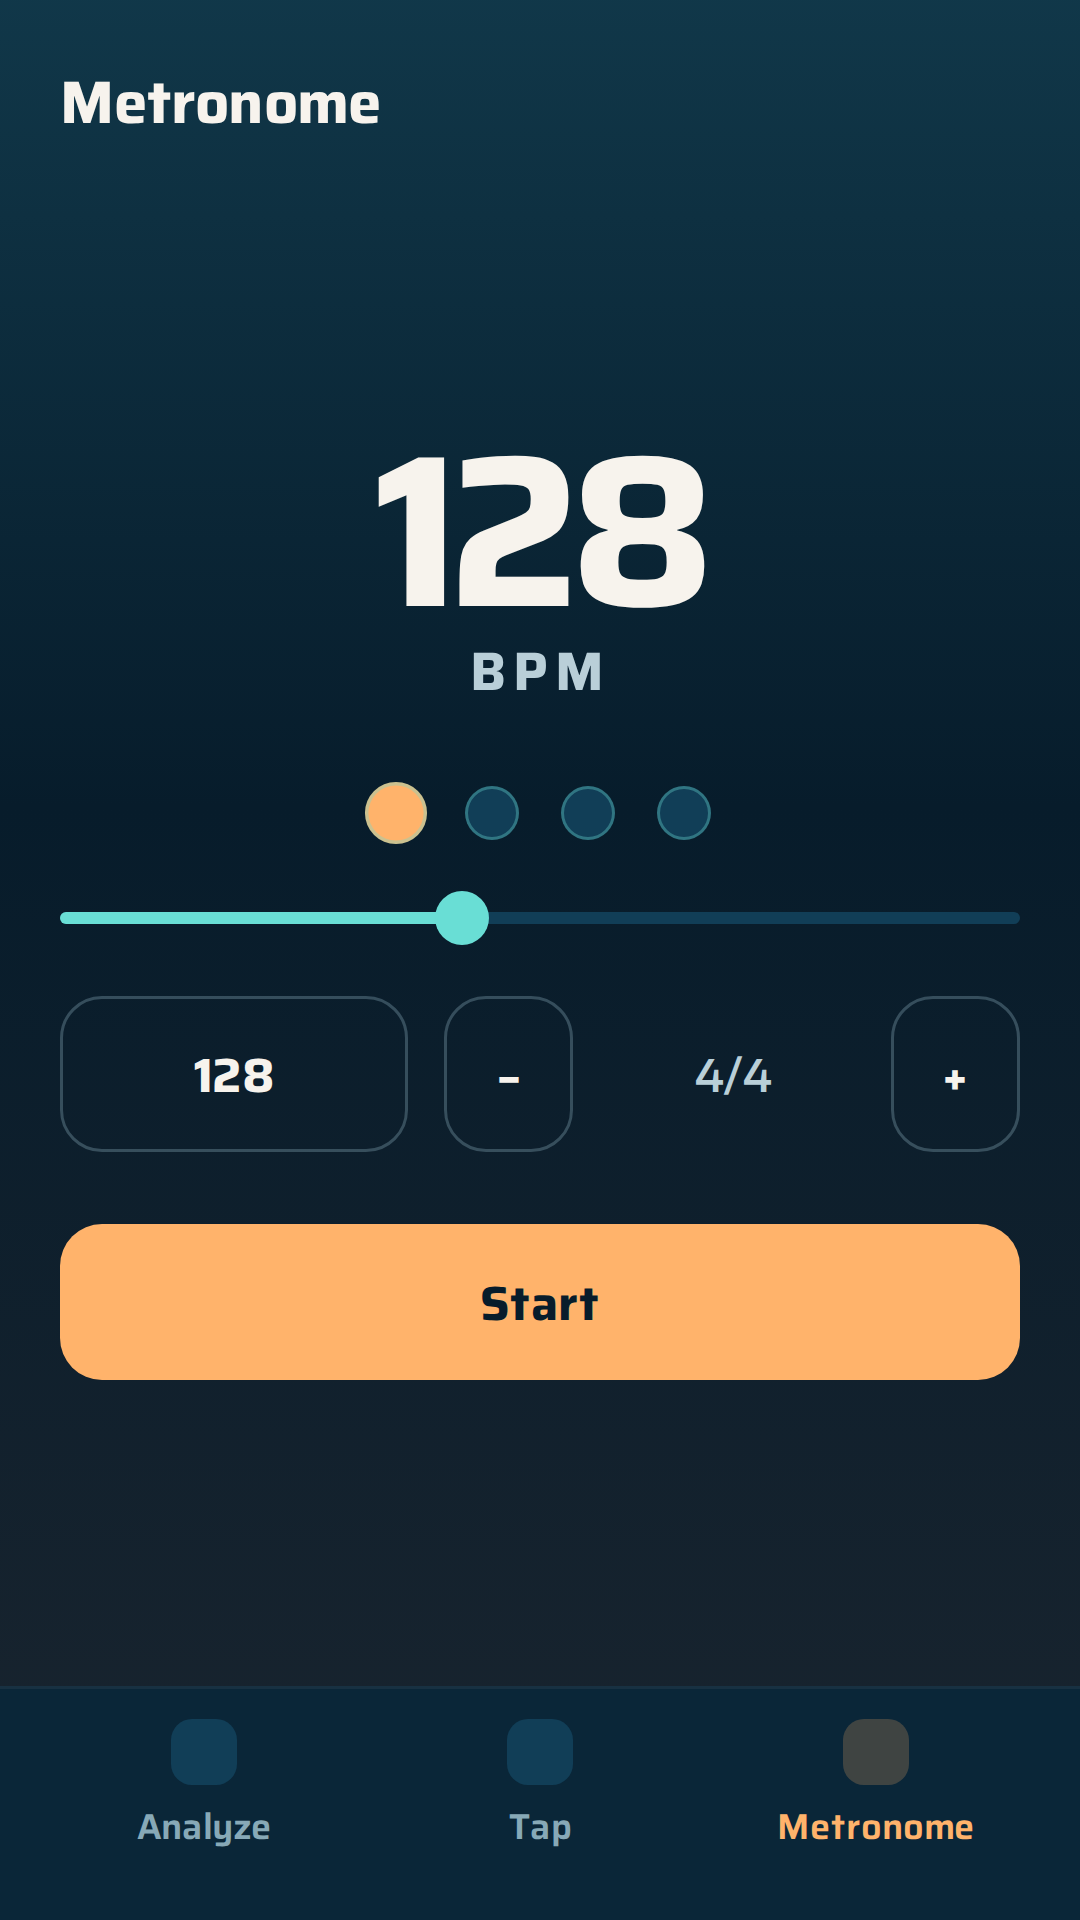 Metronome
128
BPM
128 – 4/4 +
Start
Analyze Tap Metronome